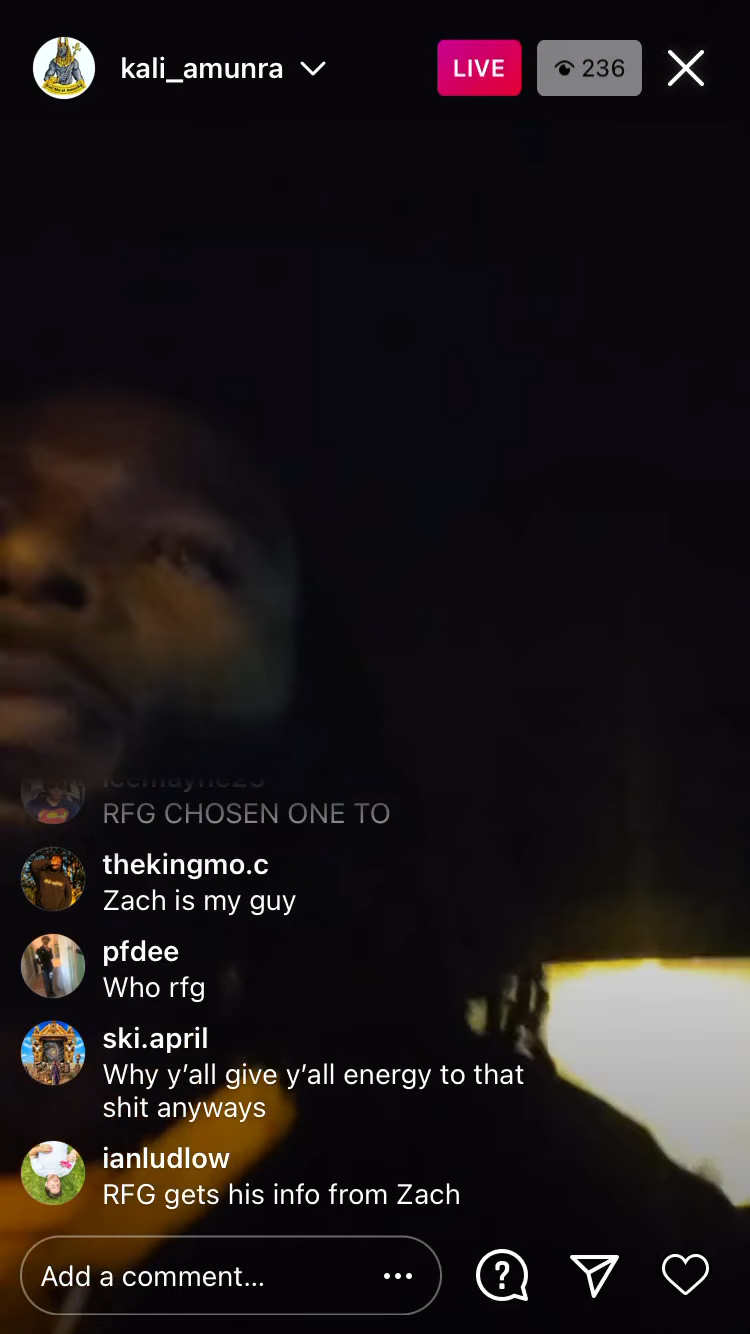 kali_amunra
LIVE
236
icemayne23
RFG CHOSEN ONE TO
thekingmo.c
Zach is my guy
pfdee
Who rfg
ski.april
Why y’all give y’all energy to that
shit anyways
ianludlow
RFG gets his info from Zach
Add a comment...